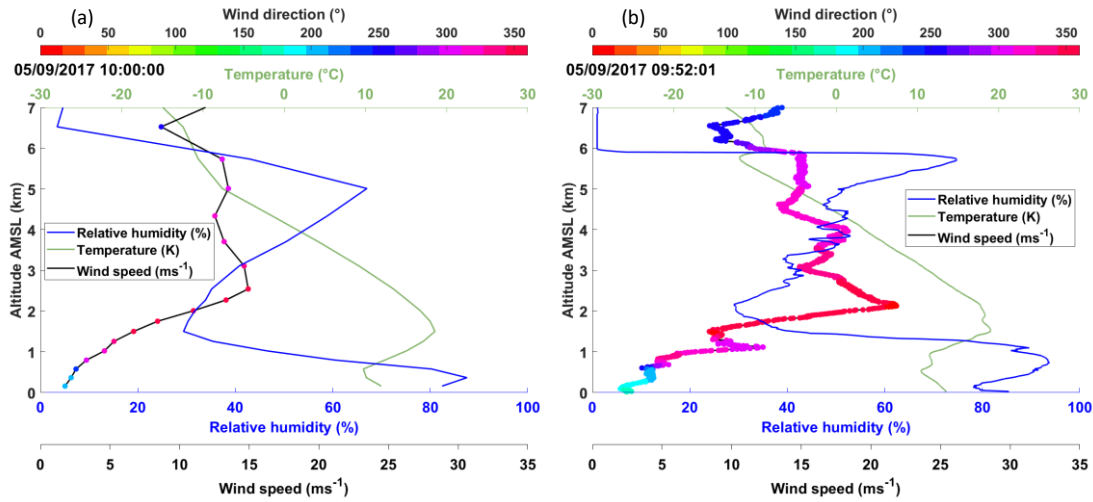 (a) Wind direction (°)
0 50 100 150 200 250 300 350
05/09/2017 10:00:00
Temperature (°C)
-30 -20 -10 0 10 20 30
7
6
5
4
3
2
1
0
Altitude AMSL (km)
Relative humidity (%)
Temperature (K)
Wind speed (ms-1)
0 20 40 60 80 100
Relative humidity (%)
0 5 10 15 20 25 30 35
Wind speed (ms-1)
(b) Wind direction (°)
0 50 100 150 200 250 300 350
05/09/2017 09:52:01
Temperature (°C)
-30 -20 -10 0 10 20 30
7
6
5
4
3
2
1
0
Altitude AMSL (km)
Relative humidity (%)
Temperature (K)
Wind speed (ms-1)
0 20 40 60 80 100
Relative humidity (%)
0 5 10 15 20 25 30 35
Wind speed (ms-1)